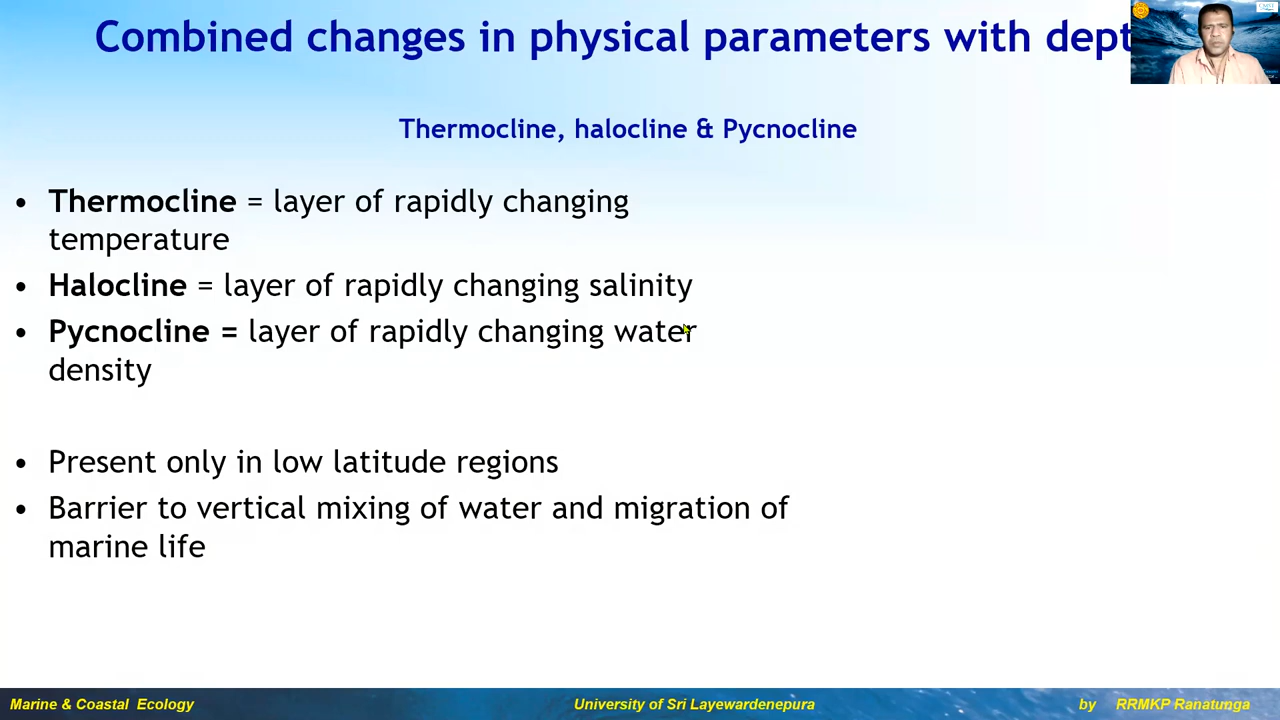 Combined changes in physical parameters with dept
Thermocline, halocline & Pycnocline
• Thermocline = layer of rapidly changing
temperature
• Halocline = layer of rapidly changing salinity
• Pycnocline = layer of rapidly changing water
density
• Present only in low latitude regions
• Barrier to vertical mixing of water and migration of
marine life
Marine & Coastal Ecology University of Sri Layewardenepura by RRMKP Ranatunga